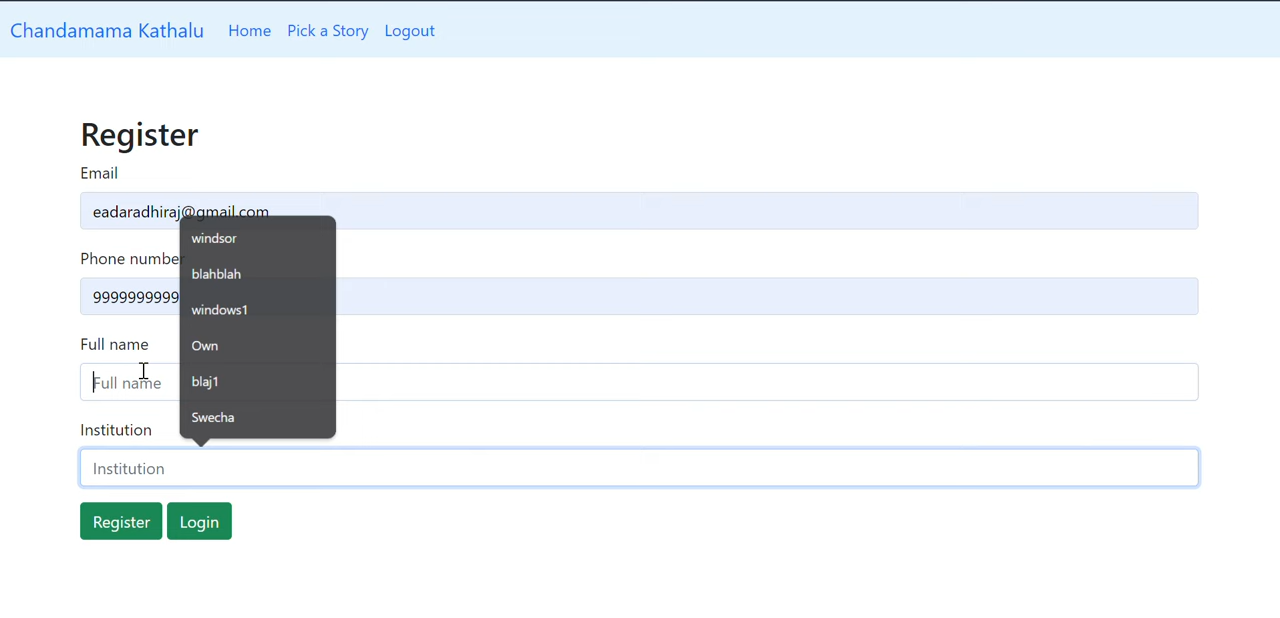 Chandamama Kathalu Home Pick a Story Logout
Register
Email
eadaradhiraj@gmail.com
windsor
Phone number
blahblah
9999999999
windows1
Full name
Own
Full name
blaj1
Swecha
Institution
Institution
Register Login